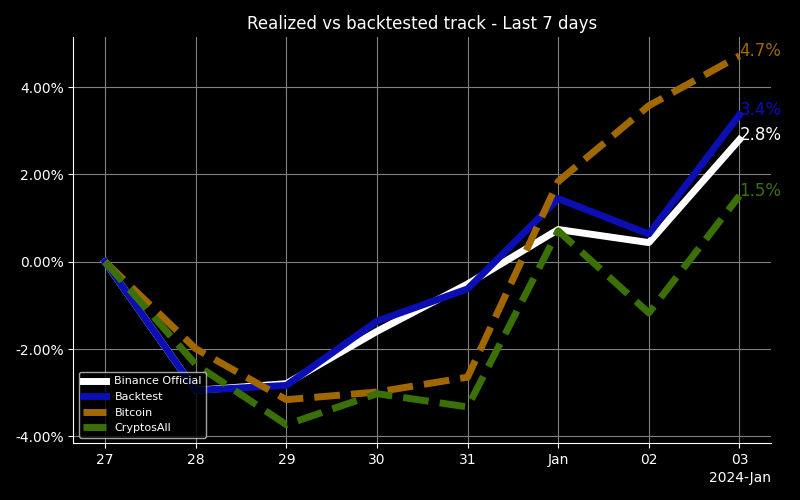 Realized vs backtested track - Last 7 days
4.00%
2.00%
0.00%
-2.00%
-4.00%
4.7%
3.4%
2.8%
1.5%
Binance Official
Backtest
Bitcoin
CryptosAll
27 28 29 30 31 Jan 02 03
2024-Jan